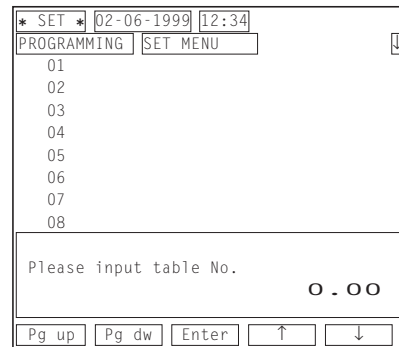 * SET * 02-06-1999 12:34
PROGRAMMING SET MENU ↓
01
02
03
04
05
06
07
08
Please input table No.
0.00
Pg up Pg dw Enter ↑ ↓